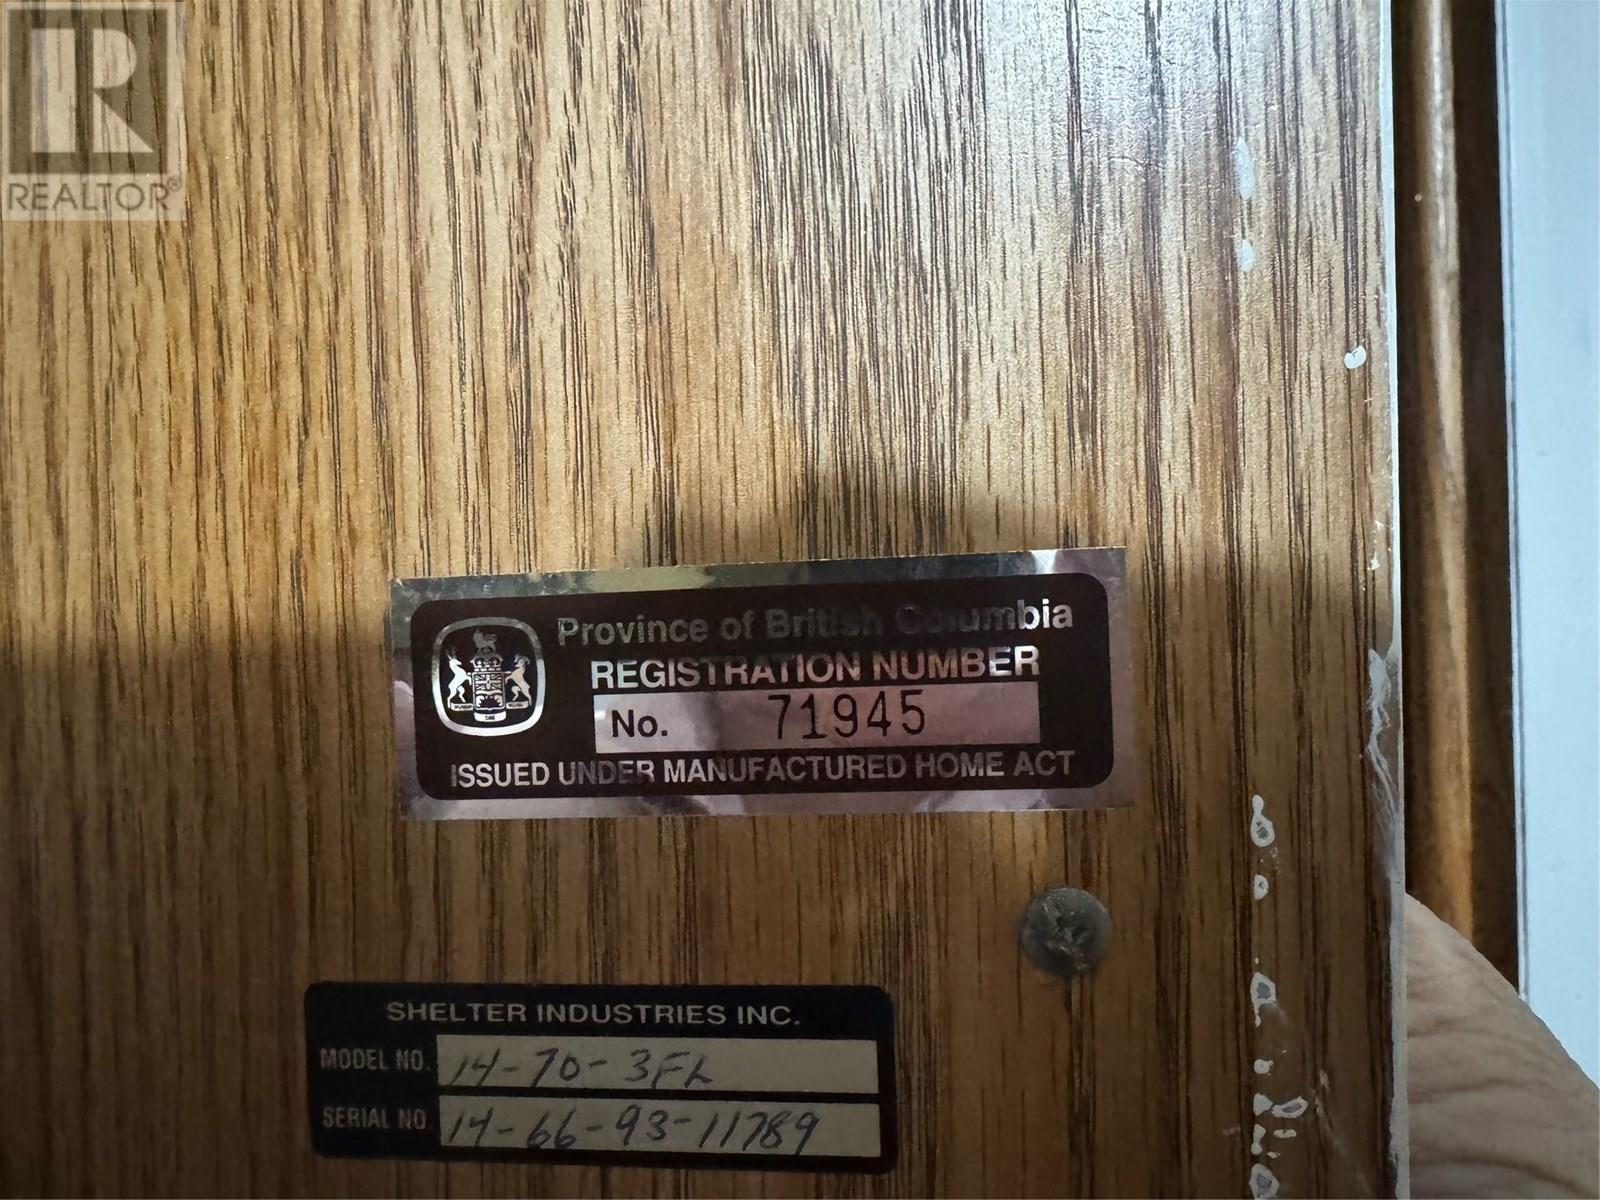 R
REALTOR®
Province of British Columbia
REGISTRATION NUMBER
No. 71945
ISSUED UNDER MANUFACTURED HOME ACT
SHELTER INDUSTRIES INC.
MODEL NO. 14-70-3FL
SERIAL NO 14-66-93-11789